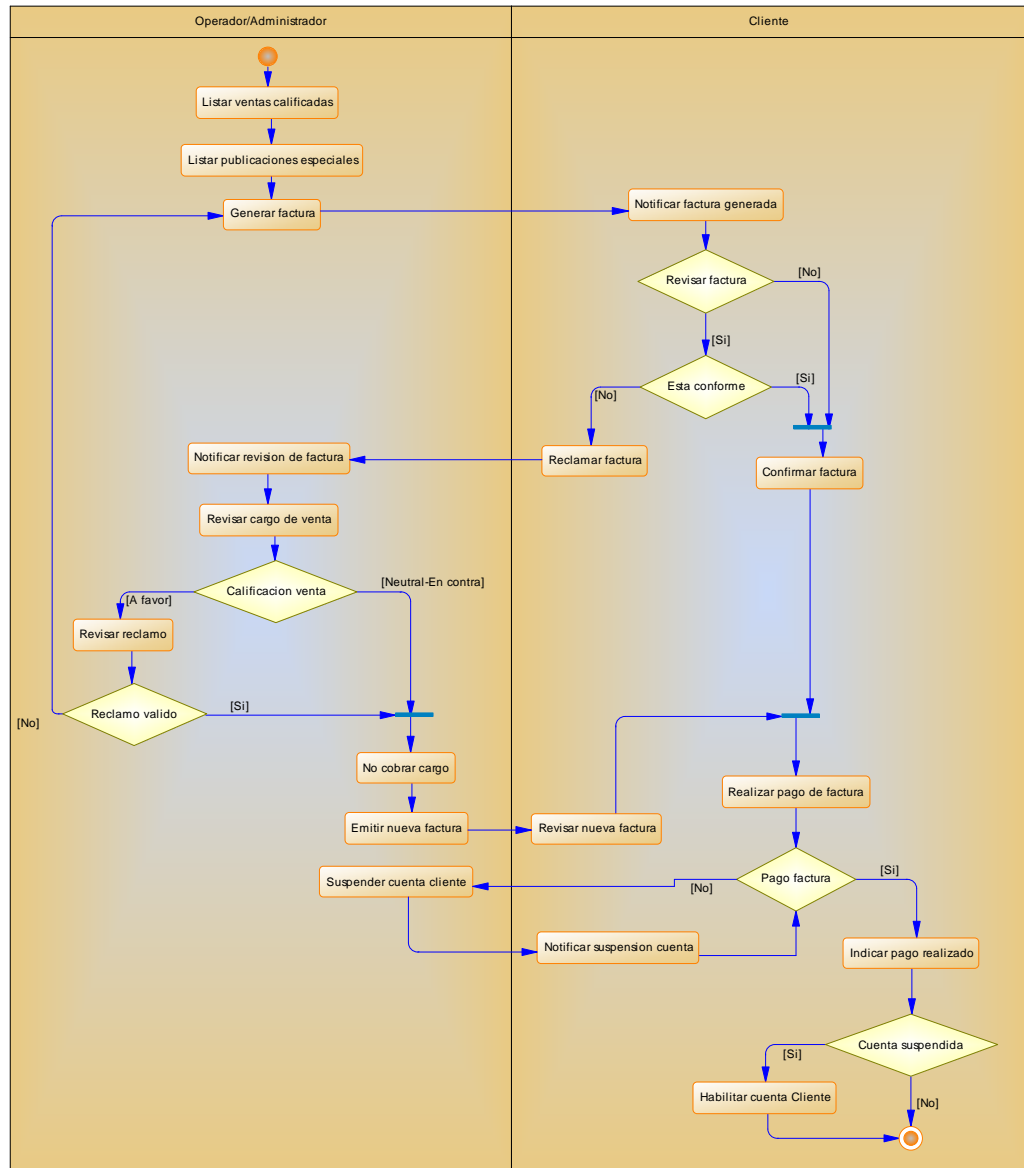 Operador/Administrador
Cliente
Listar ventas calificadas
Listar publicaciones especiales
Generar factura
Notificar factura generada
Revisar factura
[No]
[Si]
Esta conforme
[Si]
[No]
Reclamar factura
Notificar revision de factura
Confirmar factura
Revisar cargo de venta
Calificacion venta
[Neutral-En contra]
[A favor]
Revisar reclamo
Reclamo valido
[Si]
[No]
No cobrar cargo
Realizar pago de factura
Emitir nueva factura
Revisar nueva factura
Pago factura
[Si]
[No]
Suspender cuenta cliente
Notificar suspension cuenta
Indicar pago realizado
Cuenta suspendida
[Si]
[No]
Habilitar cuenta Cliente